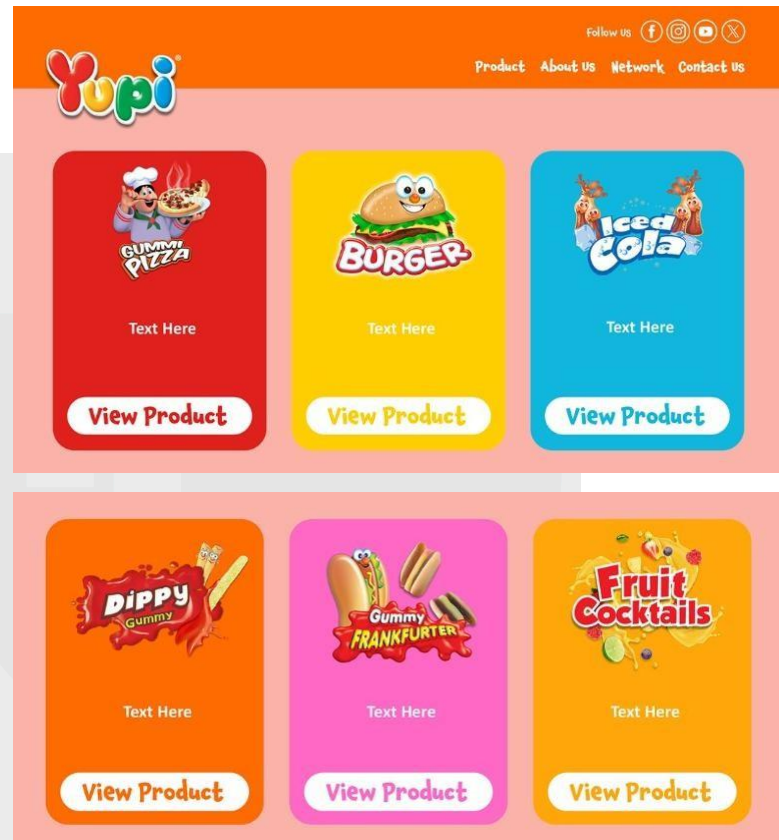 Follow us
Yupi
Product About Us Network Contact Us
GUMMI PIZZA
BURGER
Iced Cola
Text Here
Text Here
Text Here
View Product
View Product
View Product
DIPPY Gummy
Gummy FRANKFURTER
Fruit Cocktails
Text Here
Text Here
Text Here
View Product
View Product
View Product